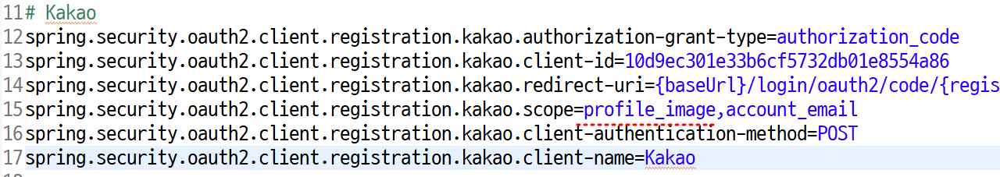 11# Kakao
12spring.security.oauth2.client.registration.kakao.authorization-grant-type=authorization_code
13spring.security.oauth2.client.registration.kakao.client-id=10d9ec301e33b6cf5732db01e8554a86
14spring.security.oauth2.client.registration.kakao.redirect-uri={baseUrl}/login/oauth2/code/{regis
15spring.security.oauth2.client.registration.kakao.scope=profile_image,account_email
16spring.security.oauth2.client.registration.kakao.client-authentication-method=POST
17spring.security.oauth2.client.registration.kakao.client-name=Kakao